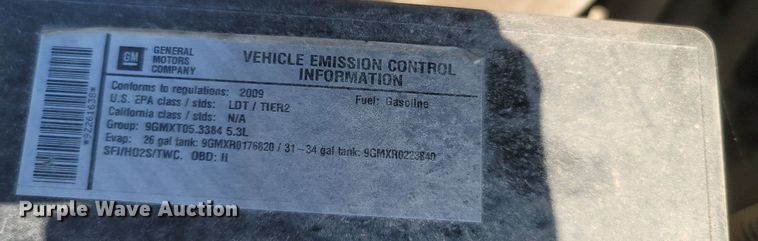 GM
GENERAL
MOTORS
COMPANY
VEHICLE EMISSION CONTROL
INFORMATION
Conforms to regulations: 2009
Fuel: Gasoline
U.S. EPA class / stds: LDT / TIER2
California class / stds: N/A
Group: 9GMXT05.3384 5.3L
Evap: 26 gal tank: 9GMXR0176820 / 31-34 gal tank: 9GMXR0223840
SFI/HO2S/TWC. OBD: II
Purple Wave Auction®